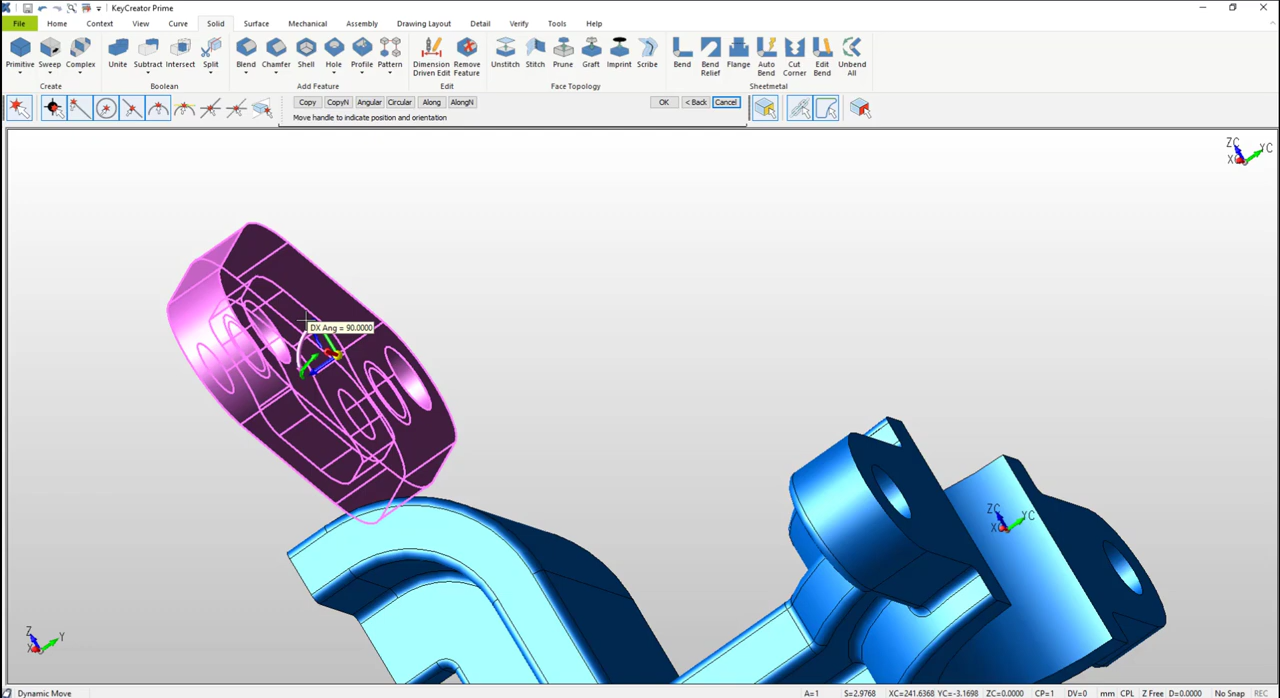 KeyCreator Prime
File Home Context View Curve Solid Surface Mechanical Assembly Drawing Layout Detail Verify Tools Help
Primitive Sweep Complex Unite Subtract Intersect Split Blend Chamfer Shell Hole Profile Pattern Dimension Driven Edit Remove Feature Unstitch Stitch Prune Graft Imprint Scribe Bend Bend Relief Flange Auto Bend Cut Corner Edit Bend Unbend All
Create Boolean Add Feature Edit Face Topology Sheetmetal
Copy CopyN Angular Circular Along AlongN OK << Back Cancel
Move handle to indicate position and orientation
ZC
YC
XC
DX Ang = 90.0000
ZC
YC
XC
Z
Y
X
Dynamic Move A=1 S=2.9768 XC=241.6368 YC=-3.1698 ZC=0.0000 CP=1 DV=0 mm CPL Z Free D=0.0000 No Snap REC